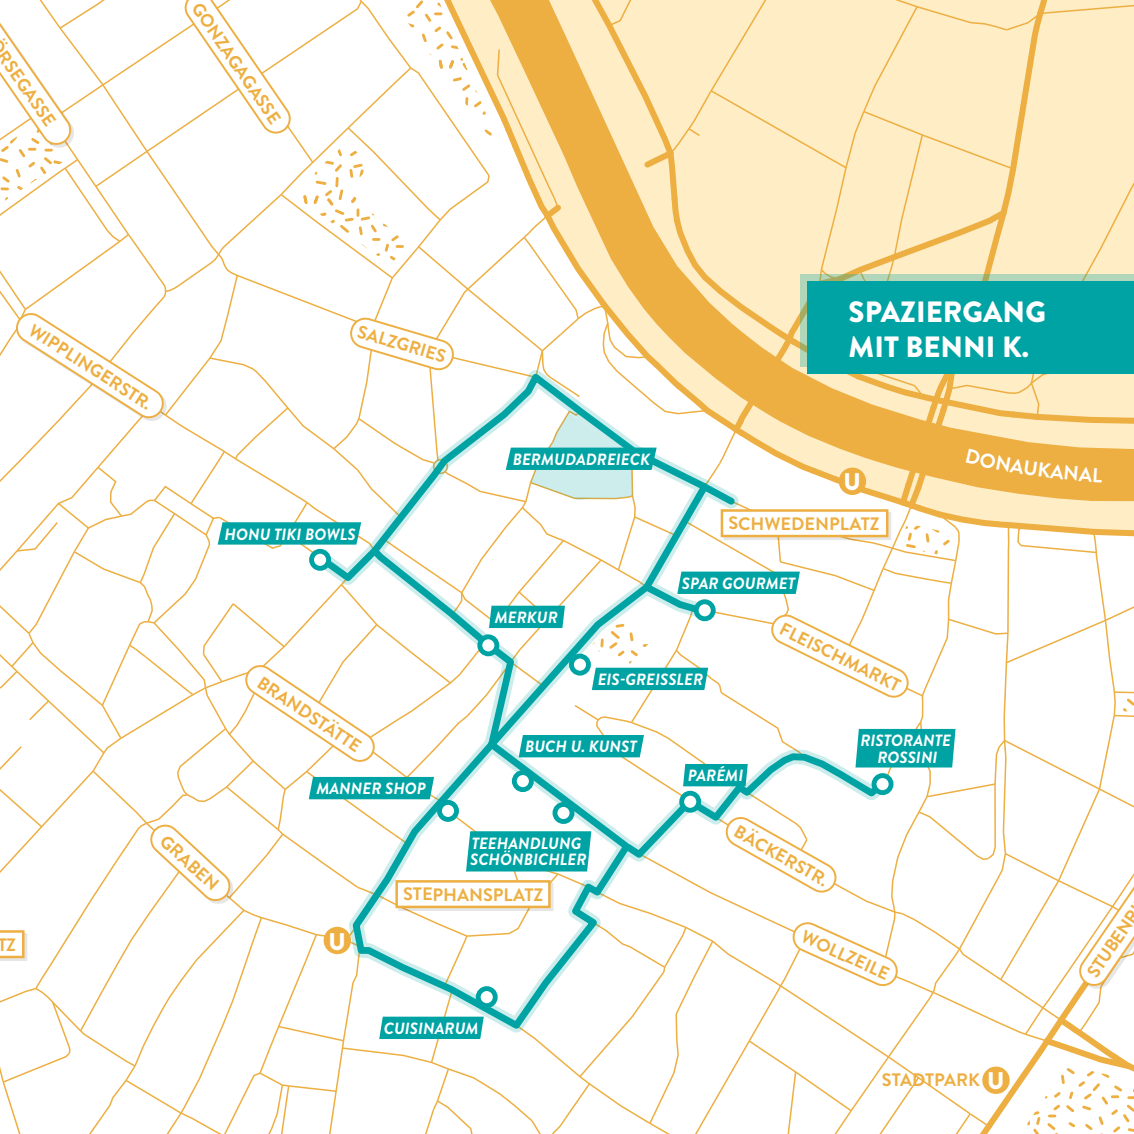 GONZAGAGASSE
SPAZIERGANG
MIT BENNI K.
WIPPLINGERSTR.
SALZGRIES
BERMUDADREIECK
DONAUKANAL
U
SCHWEDENPLATZ
HONU TIKI BOWLS
SPAR GOURMET
MERKUR
FLEISCHMARKT
EIS-GREISSLER
BRANDSTÄTTE
BUCH U. KUNST
RISTORANTE
ROSSINI
PARÉMI
MANNER SHOP
TEEHANDLUNG
SCHÖNBICHLER
BÄCKERSTR.
GRABEN
STEPHANSPLATZ
U
WOLLZEILE
CUISINARUM
STADTPARK U